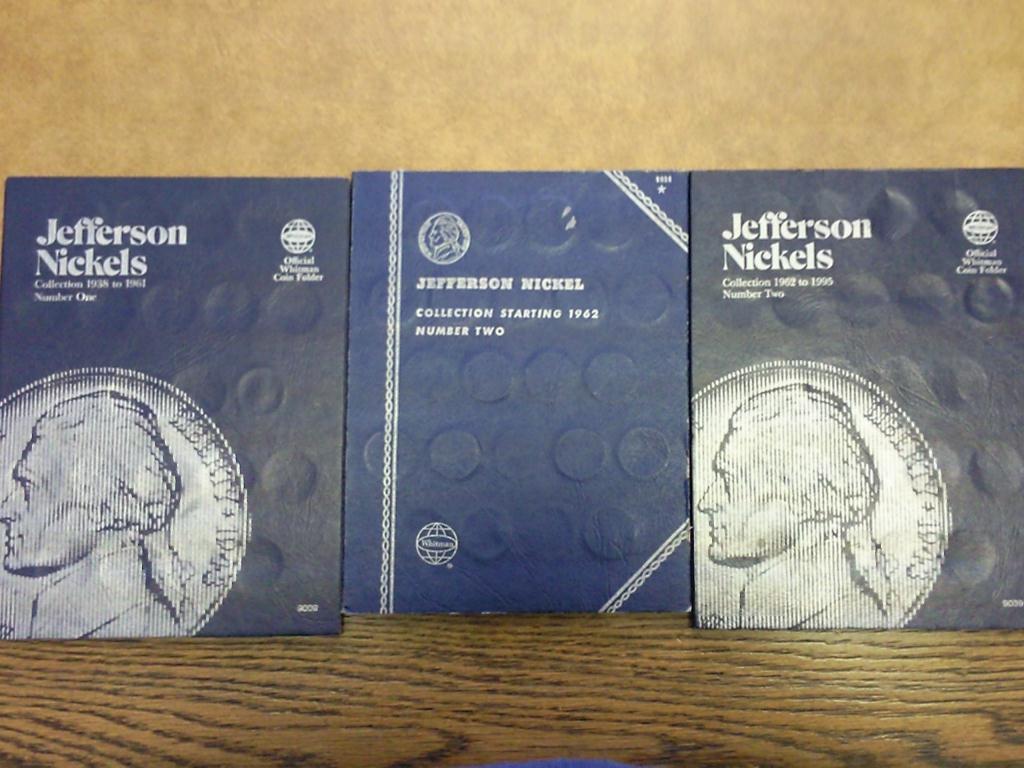 Jefferson
Nickels
Collection 1938 to 1961
Number One
Official
Whitman
Coin Folder
JEFFERSON NICKEL
COLLECTION STARTING 1962
NUMBER TWO
Whitman
Jefferson
Nickels
Collection 1962 to 1995
Number Two
Official
Whitman
Coin Folder
9039